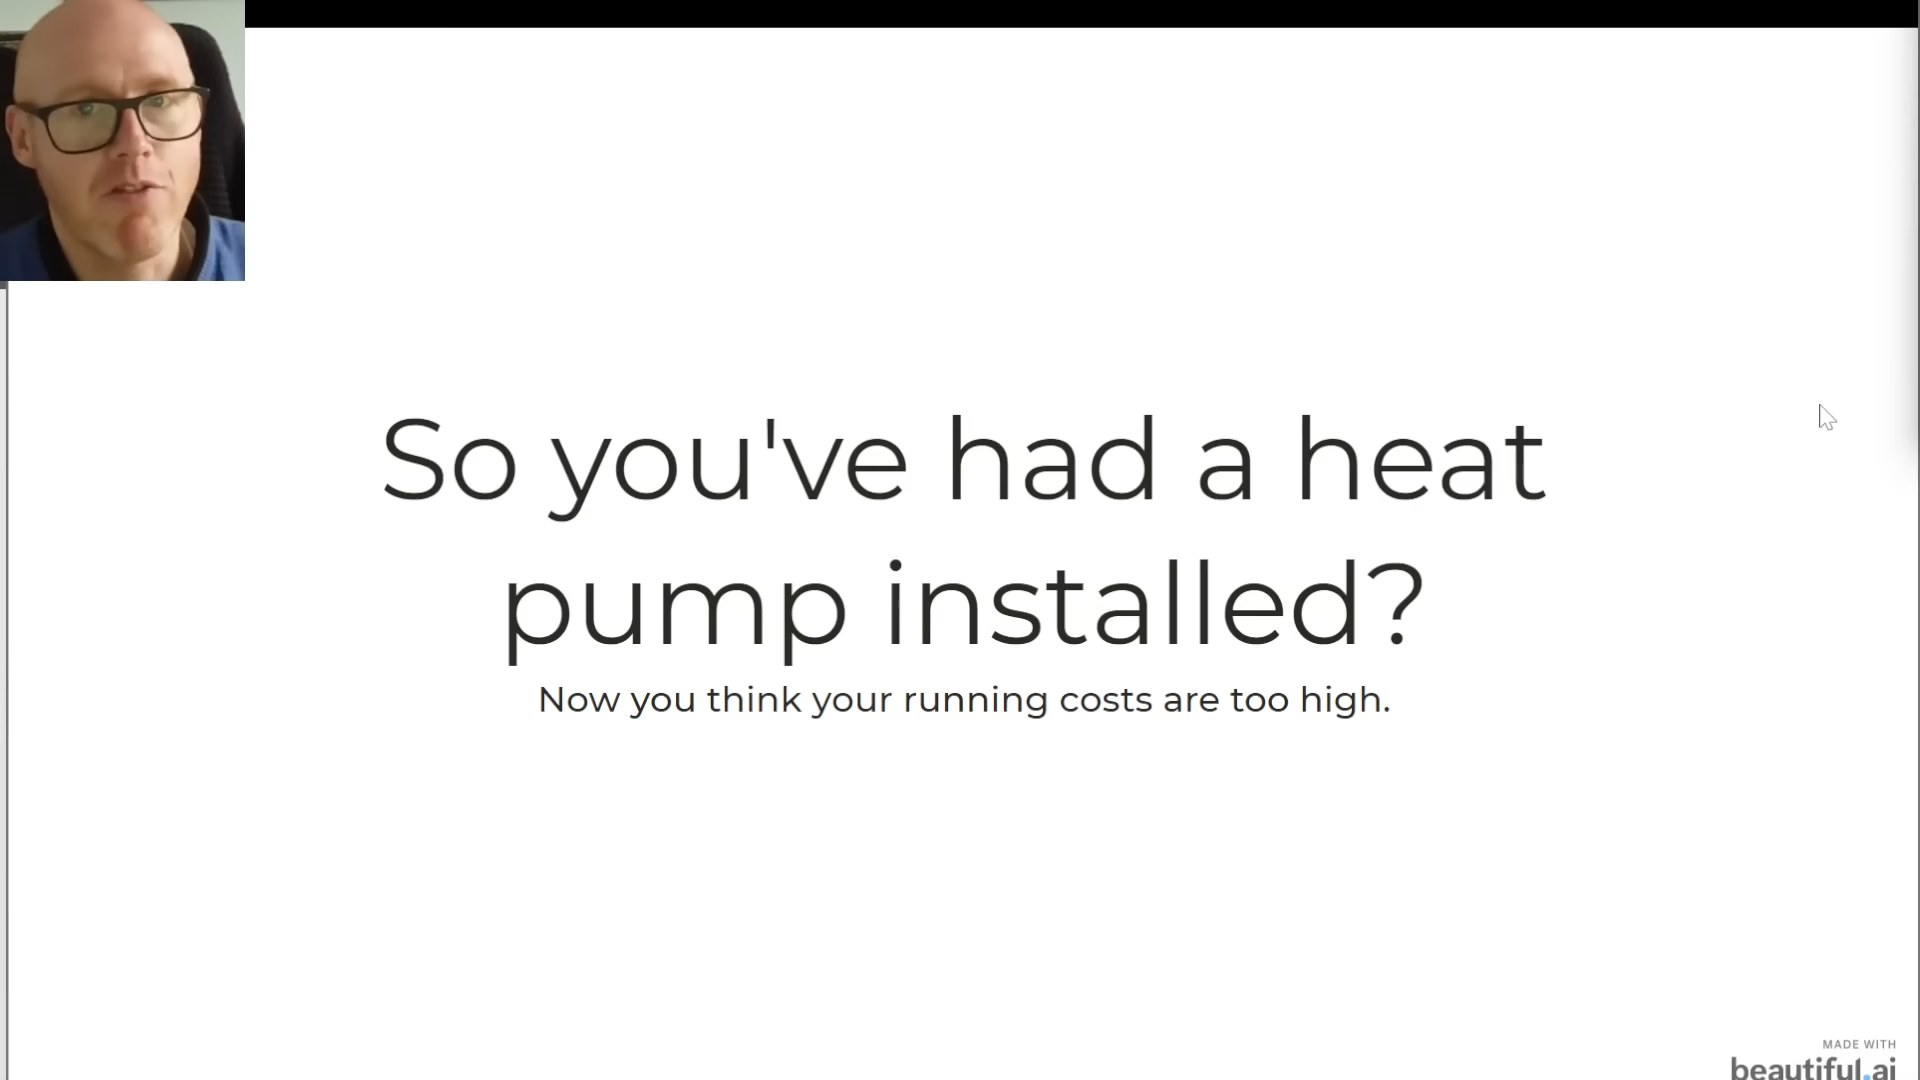 So you've had a heat
pump installed?
Now you think your running costs are too high.
MADE WITH
beautiful.ai